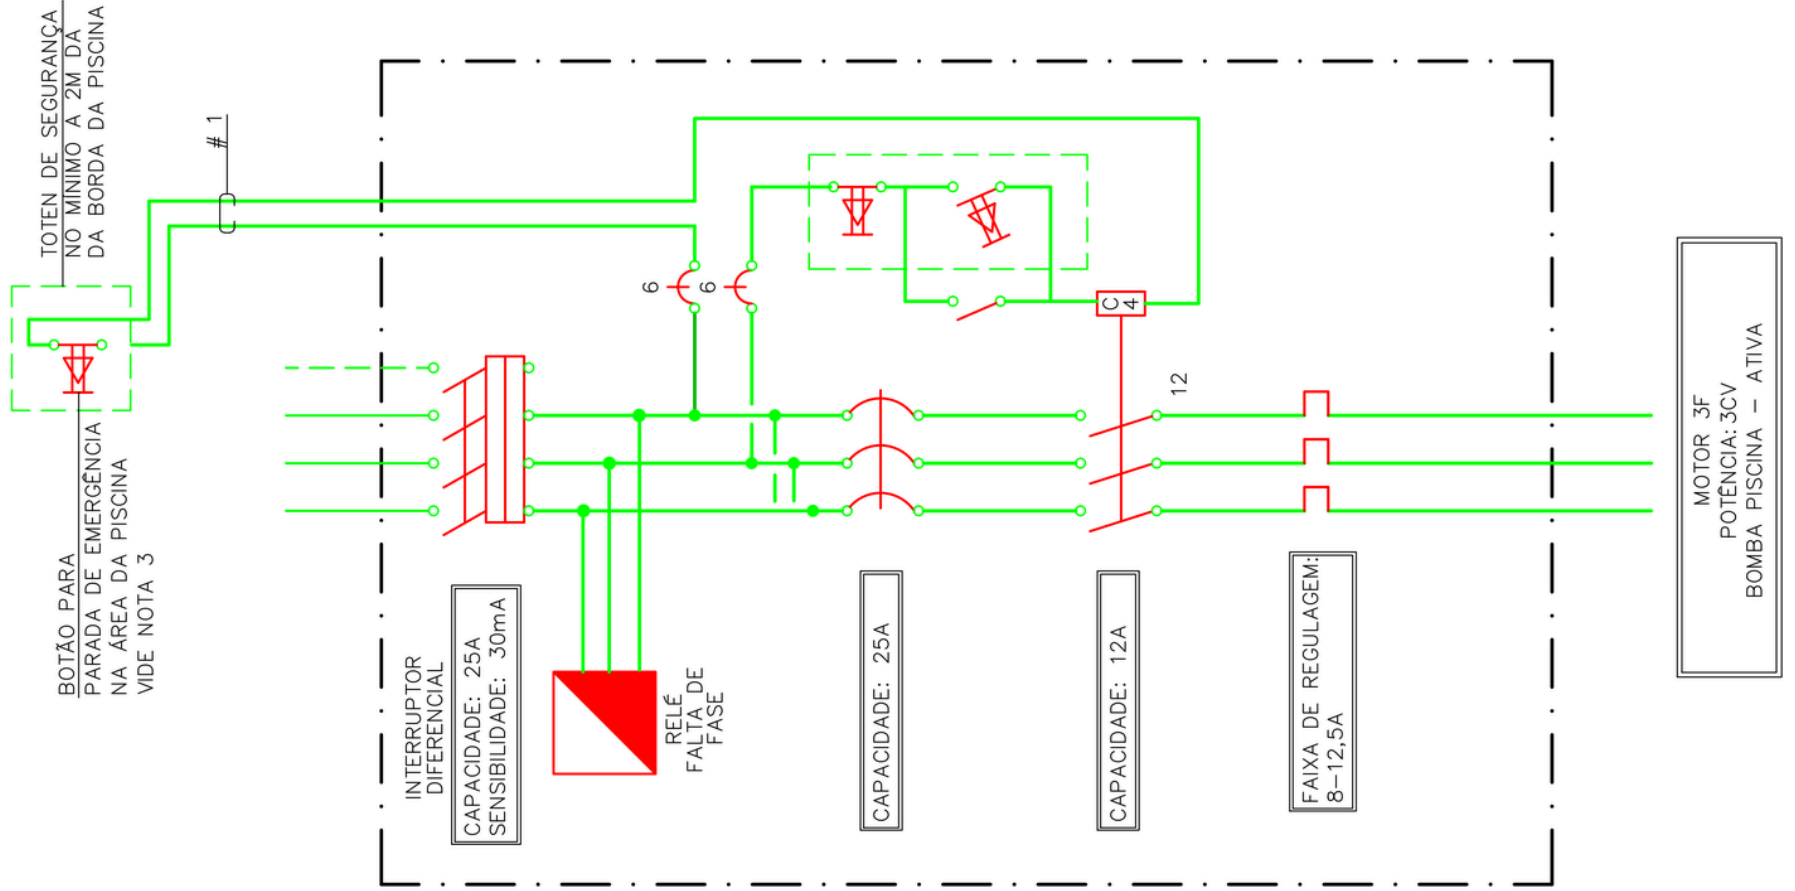 TOTEN DE SEGURANÇA
NO MÍNIMO A 2M DA
DA BORDA DA PISCINA
# 1
BOTÃO PARA
PARADA DE EMERGÊNCIA
NA ÁREA DA PISCINA
VIDE NOTA 3
INTERRUPTOR
DIFERENCIAL
CAPACIDADE: 25A
SENSIBILIDADE: 30mA
RELÉ
FALTA DE
FASE
6
6
CAPACIDADE: 25A
C
4
12
CAPACIDADE: 12A
FAIXA DE REGULAGEM:
8-12,5A
MOTOR 3F
POTÊNCIA: 3CV
BOMBA PISCINA - ATIVA